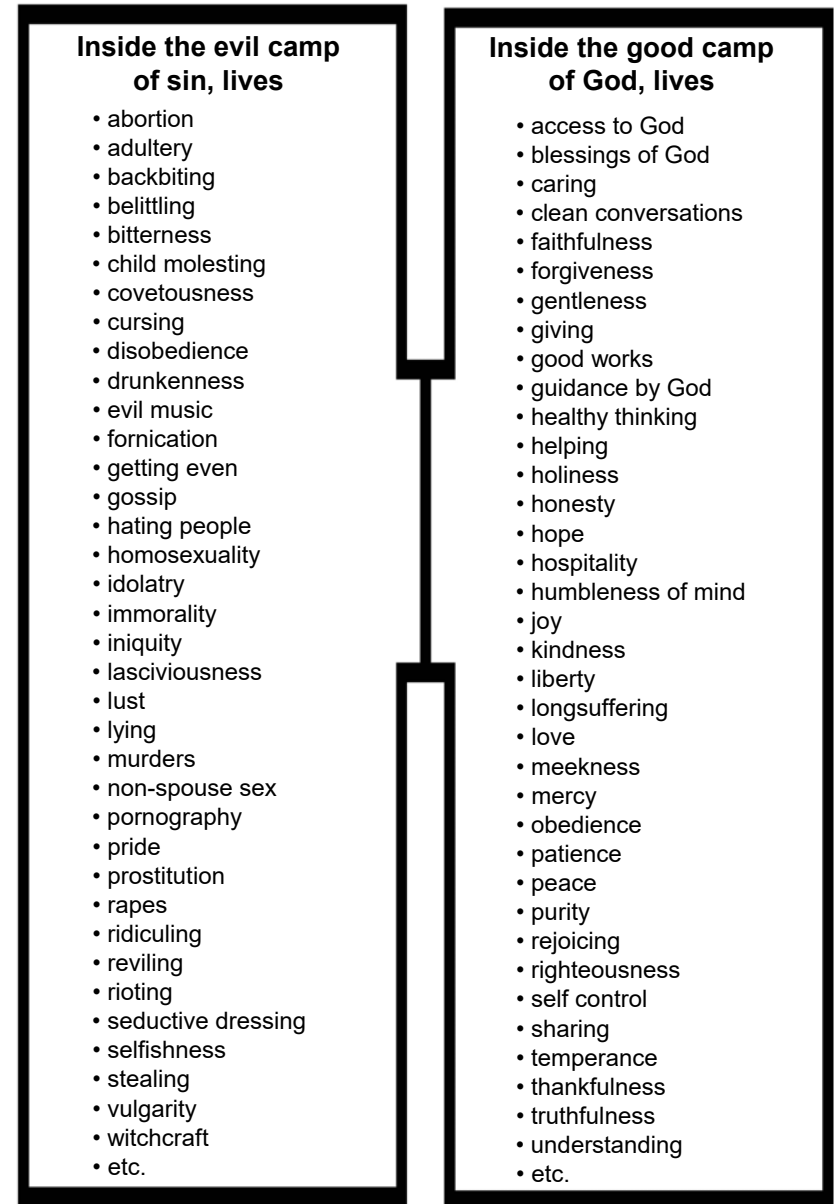 Inside the evil camp
of sin, lives
• abortion
• adultery
• backbiting
• belittling
• bitterness
• child molesting
• covetousness
• cursing
• disobedience
• drunkenness
• evil music
• fornication
• getting even
• gossip
• hating people
• homosexuality
• idolatry
• immorality
• iniquity
• lasciviousness
• lust
• lying
• murders
• non-spouse sex
• pornography
• pride
• prostitution
• rapes
• ridiculing
• reviling
• rioting
• seductive dressing
• selfishness
• stealing
• vulgarity
• witchcraft
• etc.
Inside the good camp
of God, lives
• access to God
• blessings of God
• caring
• clean conversations
• faithfulness
• forgiveness
• gentleness
• giving
• good works
• guidance by God
• healthy thinking
• helping
• holiness
• honesty
• hope
• hospitality
• humbleness of mind
• joy
• kindness
• liberty
• longsuffering
• love
• meekness
• mercy
• obedience
• patience
• peace
• purity
• rejoicing
• righteousness
• self control
• sharing
• temperance
• thankfulness
• truthfulness
• understanding
• etc.